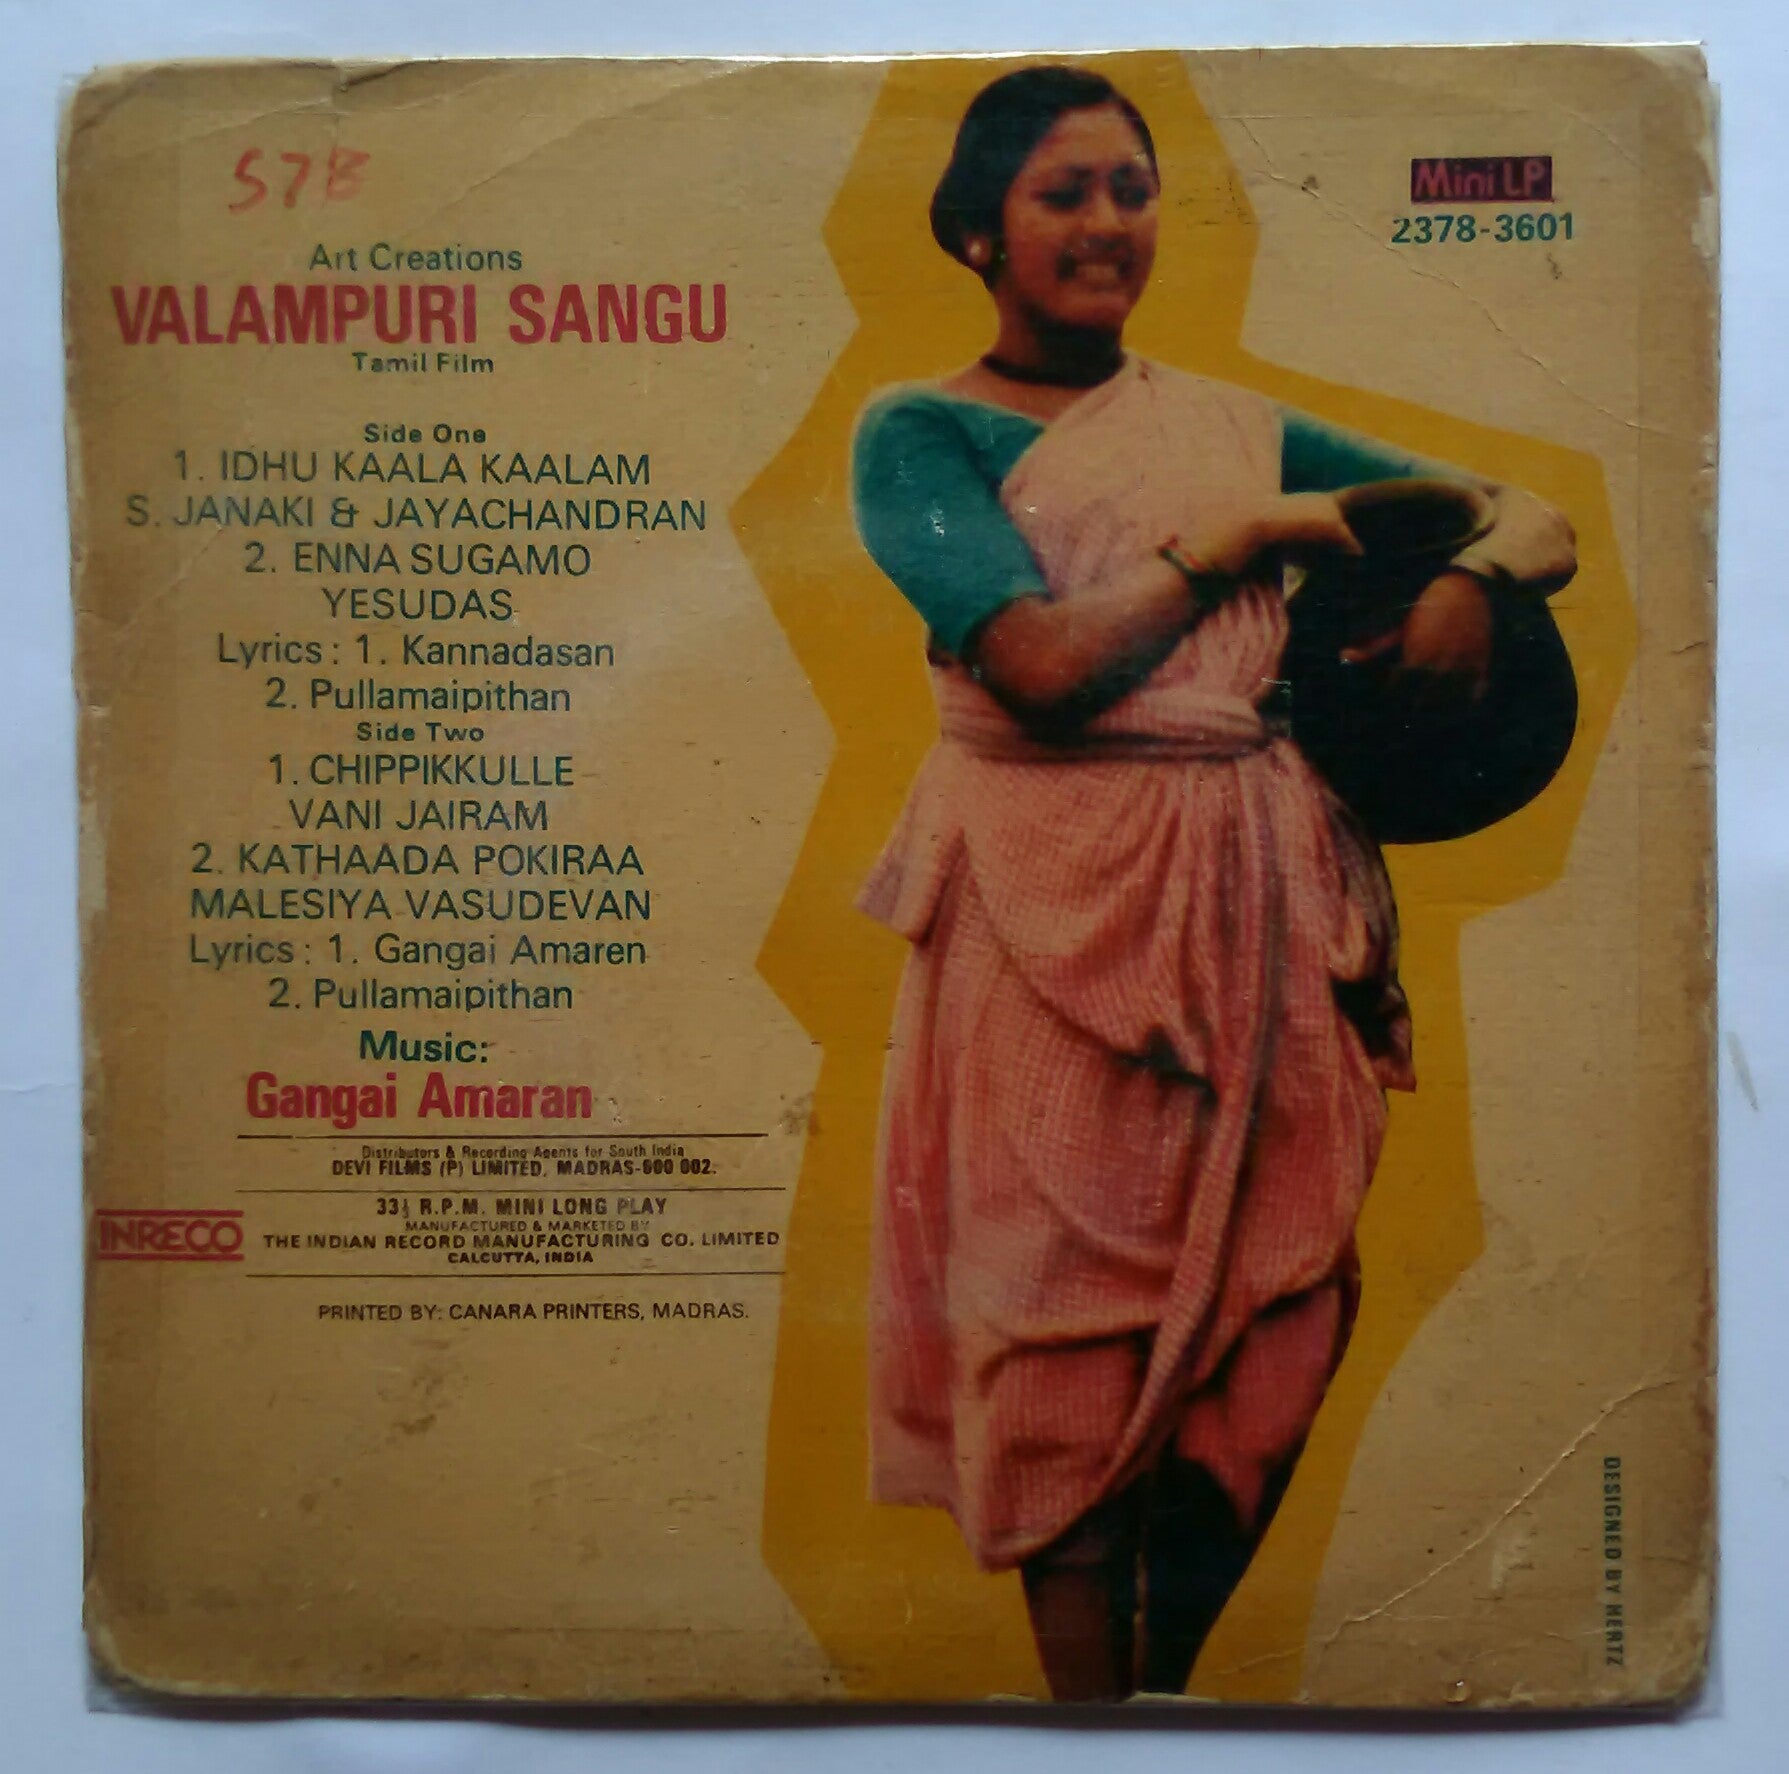 57B
Mini LP
2378-3601
Art Creations
VALAMPURI SANGU
Tamil Film
Side One
1. IDHU KAALA KAALAM
S. JANAKI & JAYACHANDRAN
2. ENNA SUGAMO
YESUDAS
Lyrics : 1. Kannadasan
2. Pullamaipithan
Side Two
1. CHIPPIKKULLE
VANI JAIRAM
2. KATHAADA POKIRAA
MALESIYA VASUDEVAN
Lyrics : 1. Gangai Amaren
2. Pullamaipithan
Music:
Gangai Amaran
Distributors & Recording Agents for South India
DEVI FILMS (P) LIMITED, MADRAS-600 002.
33⅓ R.P.M. MINI LONG PLAY
MANUFACTURED & MARKETED BY
THE INDIAN RECORD MANUFACTURING CO. LIMITED
CALCUTTA, INDIA
INRECO
PRINTED BY: CANARA PRINTERS, MADRAS.
DESIGNED BY HERTZ